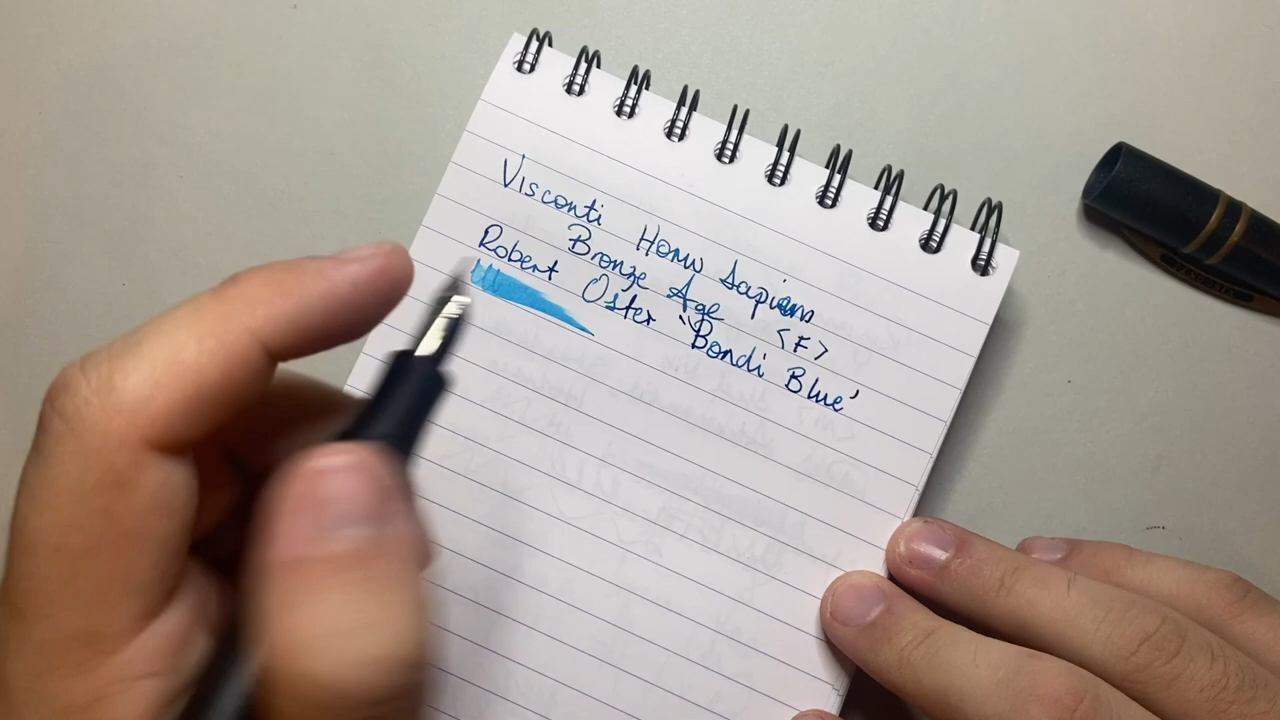 Visconti Homo Sapiens
Bronze Age <F>
Robert Oster 'Bondi Blue'